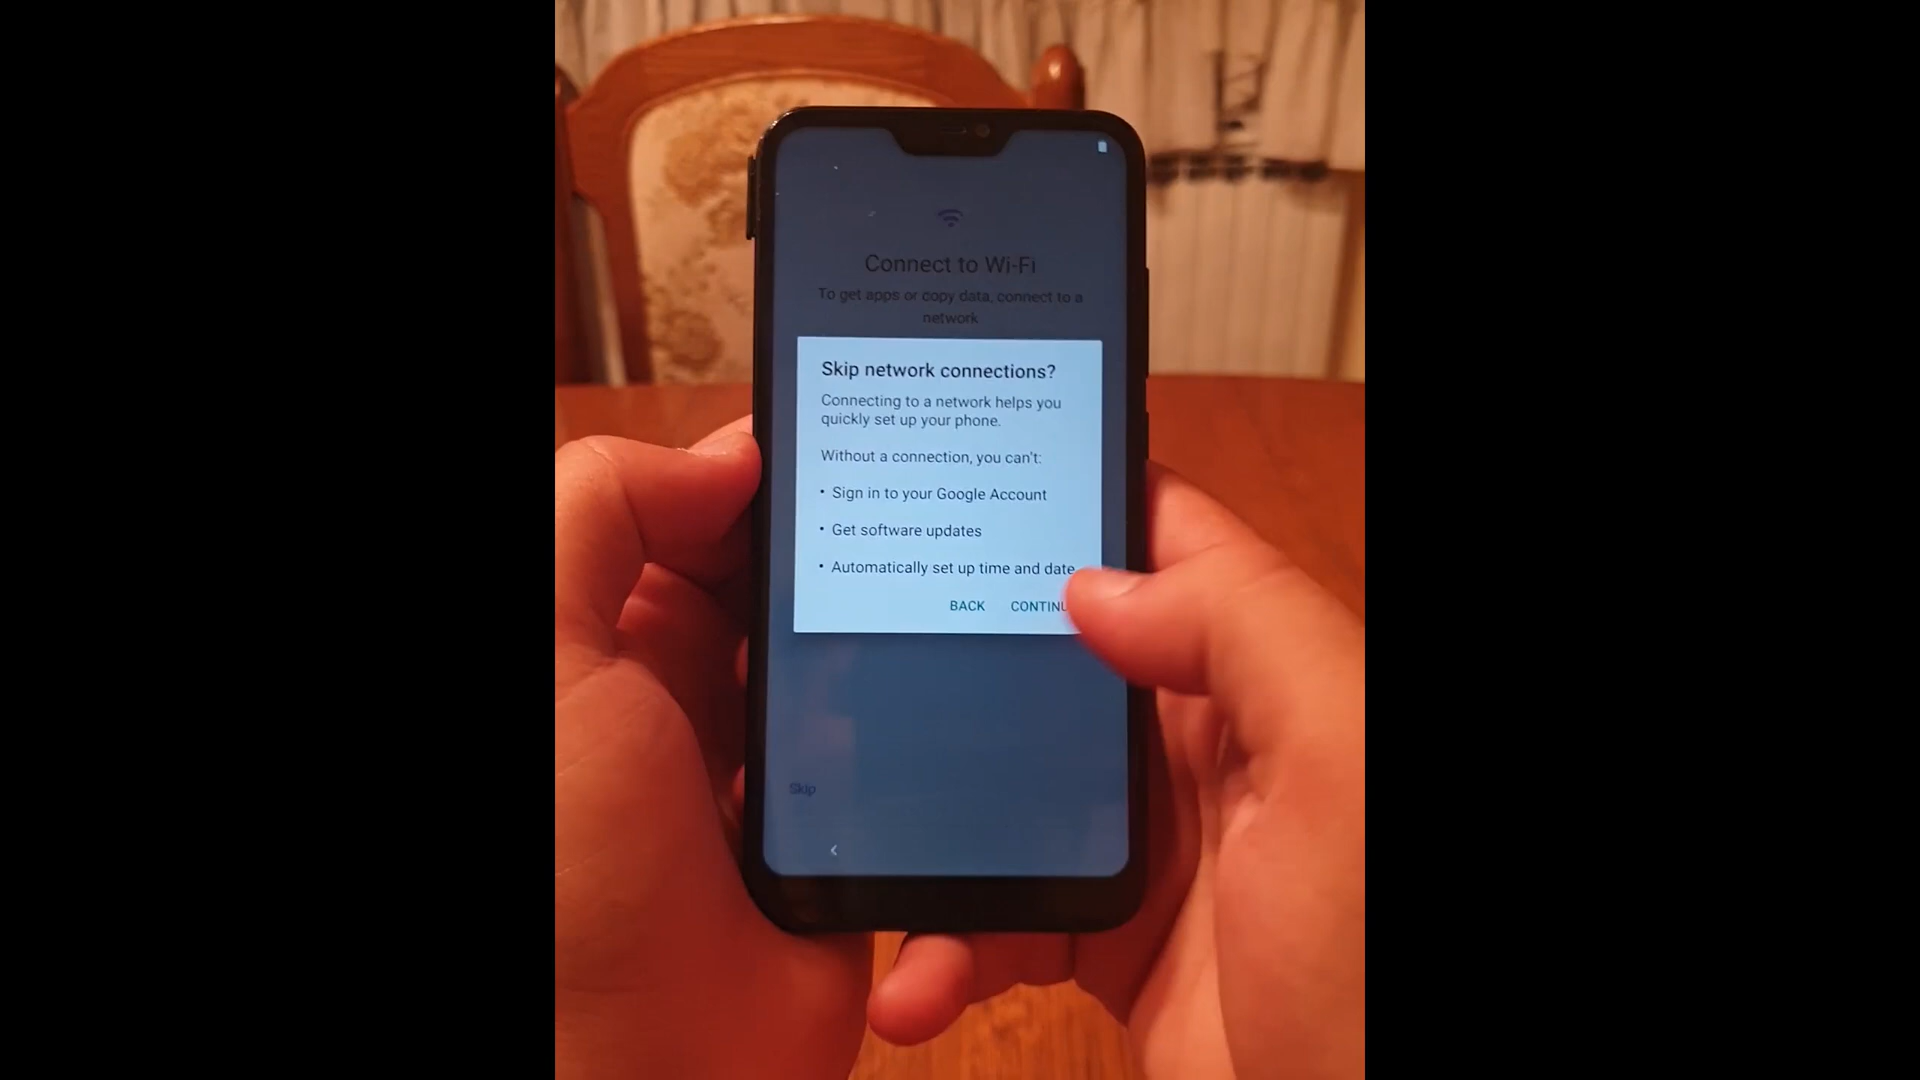 Connect to Wi-Fi
To get apps or copy data, connect to a
network
Skip network connections?
Connecting to a network helps you
quickly set up your phone.
Without a connection, you can't:
• Sign in to your Google Account
• Get software updates
• Automatically set up time and date
BACK CONTINU
Skip